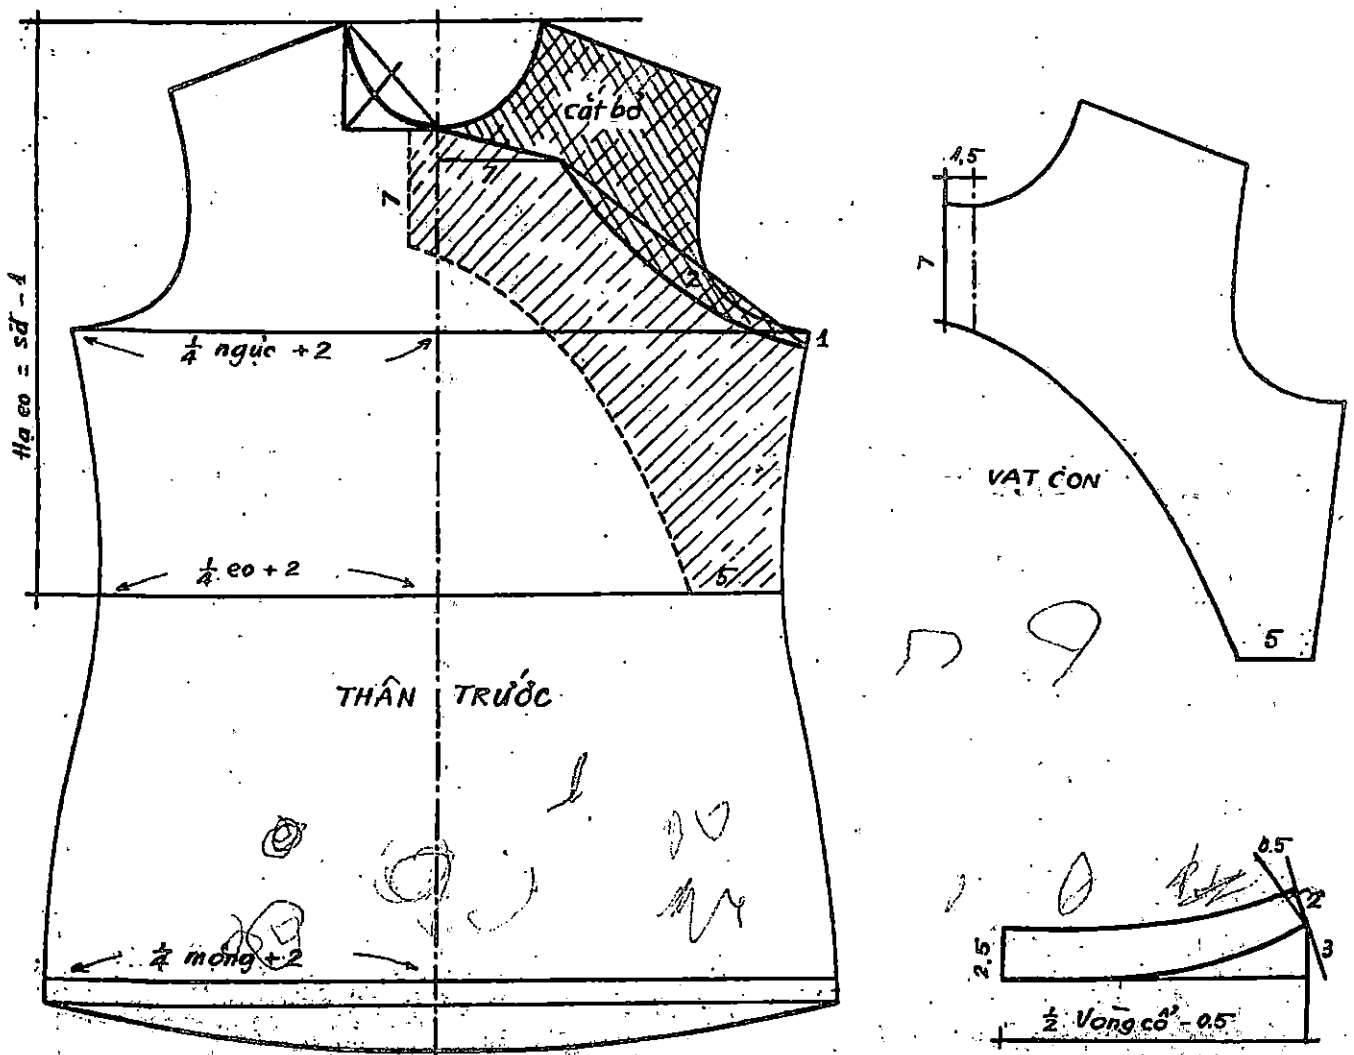 cắt bỏ
7
7
2
1
Hạ eo = sđ - 1
1/4 ngực + 2
1/4 eo + 2
5
THÂN TRƯỚC
1/4 mông + 2
1,5
7
VẠT CON
5
0.5
2
3
2.5
1/2 Vòng cổ - 0.5